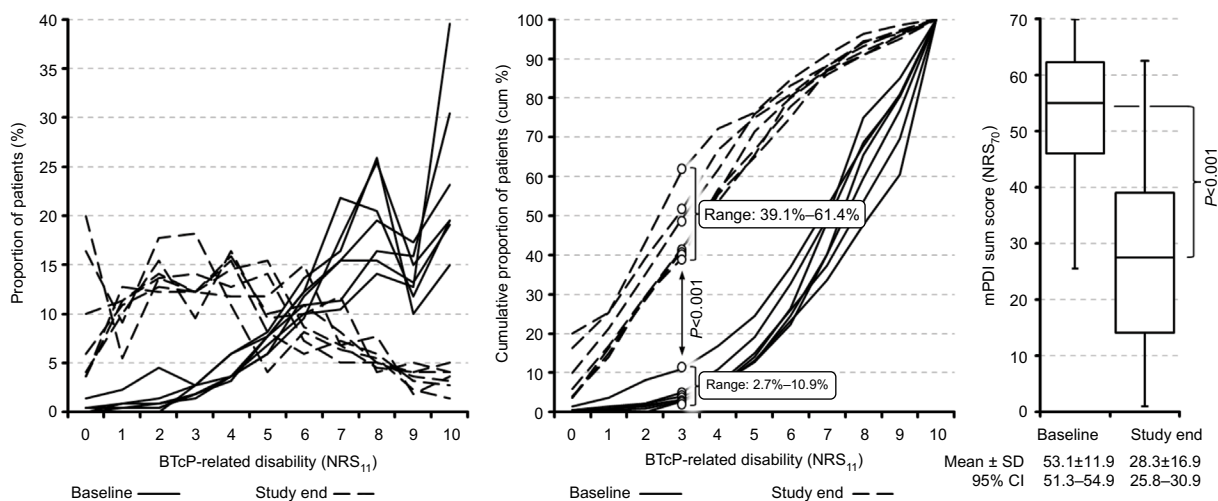 Proportion of patients (%)
40
35
30
25
20
15
10
5
0
0 1 2 3 4 5 6 7 8 9 10
BTcP-related disability (NRS11)
Baseline
Study end
Cumulative proportion of patients (cum %)
100
90
80
70
60
50
40
30
20
10
0
Range: 39.1%–61.4%
P<0.001
Range: 2.7%–10.9%
0 1 2 3 4 5 6 7 8 9 10
BTcP-related disability (NRS11)
Baseline
Study end
mPDI sum score (NRS70)
70
60
50
40
30
20
10
0
P<0.001
Baseline Study end
Mean ± SD 53.1±11.9 28.3±16.9
95% CI 51.3–54.9 25.8–30.9